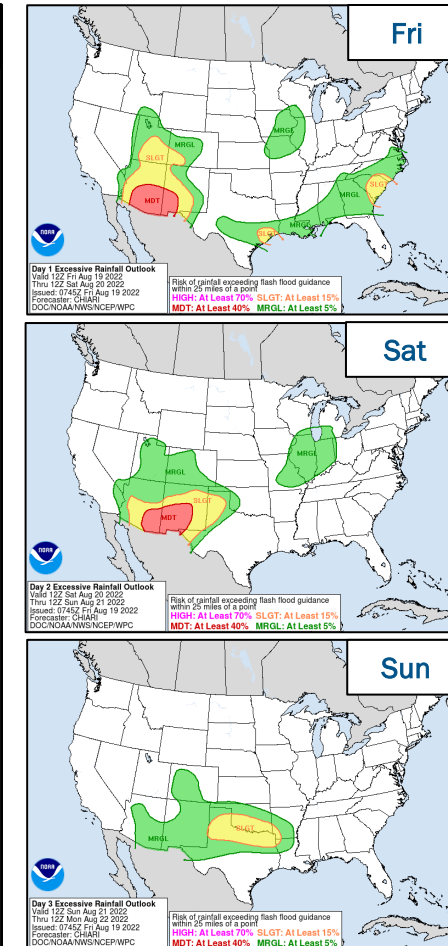 Fri
MRGL
MRGL
SLGT
MDT
SLGT
MRGL
MRGL
SLGT
NOAA
Day 1 Excessive Rainfall Outlook
Valid 12Z Fri Aug 19 2022
Thru 12Z Sat Aug 20 2022
Issued: 0745Z Fri Aug 19 2022
Forecaster: CHIARI
DOC/NOAA/NWS/NCEP/WPC
Risk of rainfall exceeding flash flood guidance
within 25 miles of a point
HIGH: At Least 70% SLGT: At Least 15%
MDT: At Least 40% MRGL: At Least 5%
Sat
MRGL
MRGL
SLGT
MDT
NOAA
Day 2 Excessive Rainfall Outlook
Valid 12Z Sat Aug 20 2022
Thru 12Z Sun Aug 21 2022
Issued: 0745Z Fri Aug 19 2022
Forecaster: CHIARI
DOC/NOAA/NWS/NCEP/WPC
Risk of rainfall exceeding flash flood guidance
within 25 miles of a point
HIGH: At Least 70% SLGT: At Least 15%
MDT: At Least 40% MRGL: At Least 5%
Sun
SLGT
MRGL
NOAA
Day 3 Excessive Rainfall Outlook
Valid 12Z Sun Aug 21 2022
Thru 12Z Mon Aug 22 2022
Issued: 0745Z Fri Aug 19 2022
Forecaster: CHIARI
DOC/NOAA/NWS/NCEP/WPC
Risk of rainfall exceeding flash flood guidance
within 25 miles of a point
HIGH: At Least 70% SLGT: At Least 15%
MDT: At Least 40% MRGL: At Least 5%